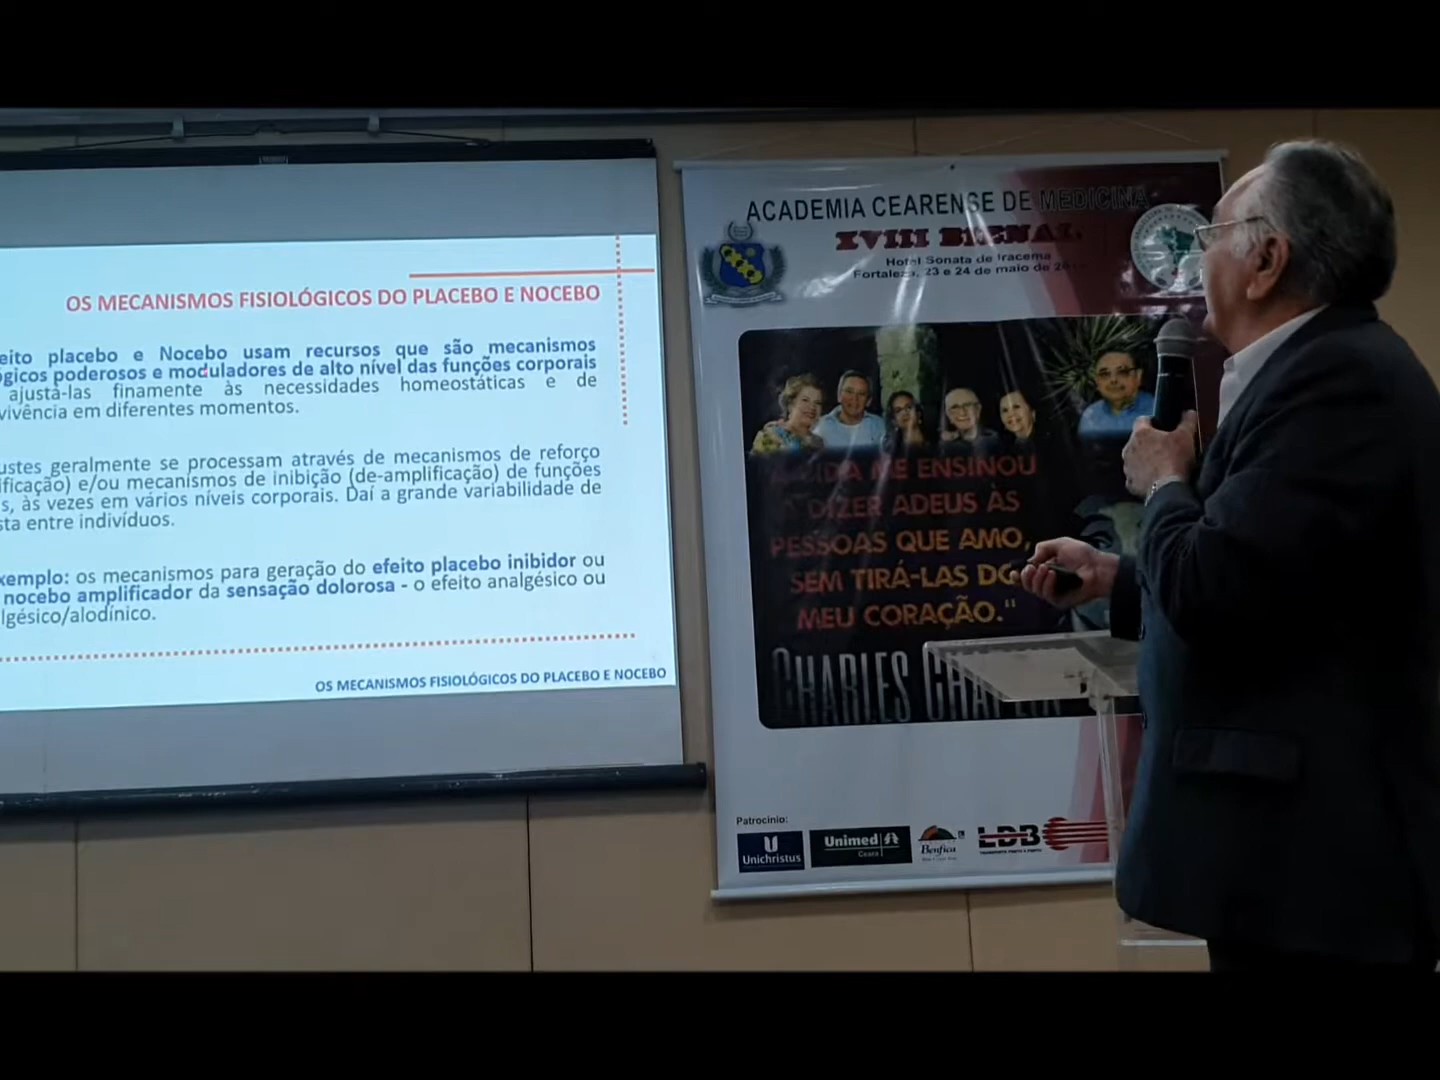 OS MECANISMOS FISIOLÓGICOS DO PLACEBO E NOCEBO
eito placebo e Nocebo usam recursos que são mecanismos
ógicos poderosos e moduladores de alto nível das funções corporais
ajustá-las finamente às necessidades homeostáticas e de
vivência em diferentes momentos.
ustes geralmente se processam através de mecanismos de reforço
ificação) e/ou mecanismos de inibição (de-amplificação) de funções
s, às vezes em vários níveis corporais. Daí a grande variabilidade de
sta entre indivíduos.
xemplo: os mecanismos para geração do efeito placebo inibidor ou
nocebo amplificador da sensação dolorosa - o efeito analgésico ou
lgésico/alodínico.
OS MECANISMOS FISIOLÓGICOS DO PLACEBO E NOCEBO
ACADEMIA CEARENSE DE MEDICINA
XVIII BIENAL
Hotel Sonata de Iracema
Fortaleza, 23 e 24 de maio de
IDA ME ENSINOU
DIZER ADEUS ÀS
PESSOAS QUE AMO,
SEM TIRÁ-LAS DO
MEU CORAÇÃO."
CHARLES CHAPLIN
Patrocínio:
Unichristus
Unimed
Ceará
Benfica
LDB